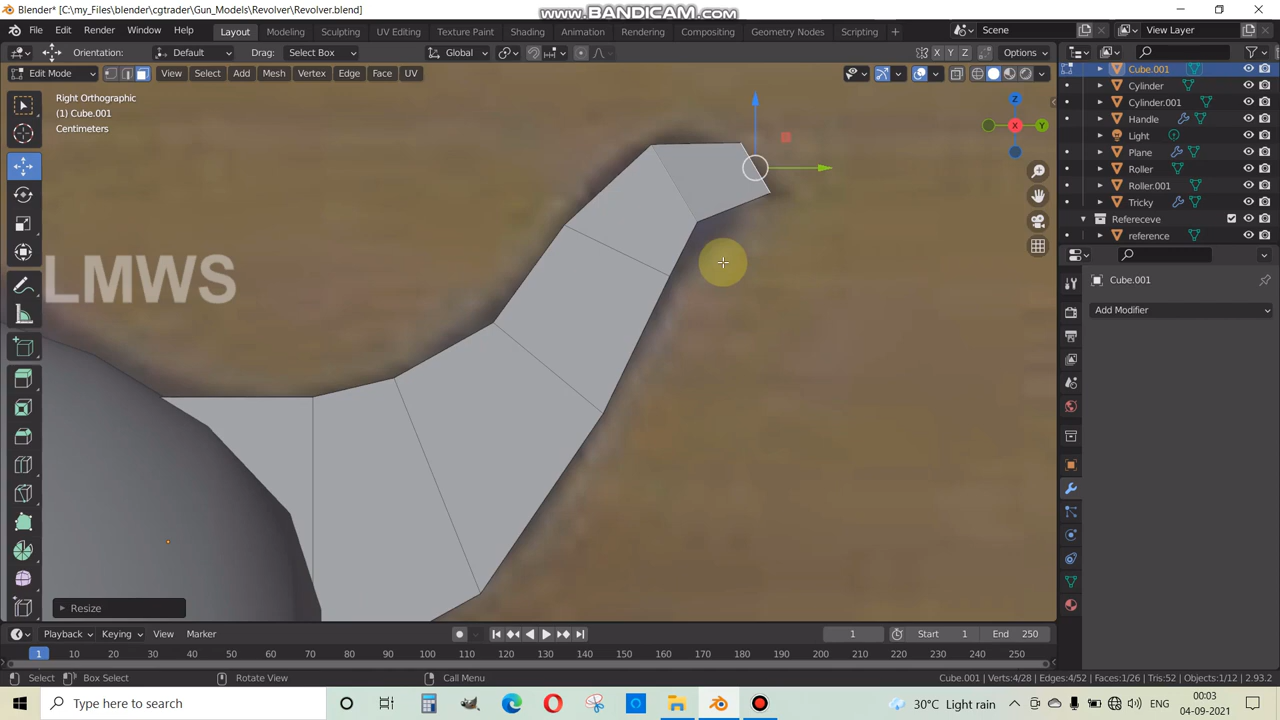 Blender* [C:\my_Files\blender\cgtrader\Gun_Models\Revolver\Revolver.blend]
www.BANDICAM.com
File Edit Render Window Help Layout Modeling Sculpting UV Editing Texture Paint Shading Animation Rendering Compositing Geometry Nodes Scripting + Scene View Layer
Orientation: Default Drag: Select Box Global X Y Z Options
Edit Mode View Select Add Mesh Vertex Edge Face UV
Right Orthographic
(1) Cube.001
Centimeters
Z
X
Y
LMWS
Resize
Cube.001
Cylinder
Cylinder.001
Handle
Light
Plane
Roller
Roller.001
Tricky
Refereceve
reference
Cube.001
Add Modifier
Playback Keying View Marker 1 Start 1 End 250
1 10 20 30 40 50 60 70 80 90 100 110 120 130 140 150 160 170 180 190 200 210 220 230 240 250
Select Box Select Rotate View Call Menu Cube.001 | Verts:4/28 | Edges:4/52 | Faces:1/26 | Tris:52 | Objects:1/12 | 2.93.2
Type here to search 30°C Light rain ENG 00:03
04-09-2021